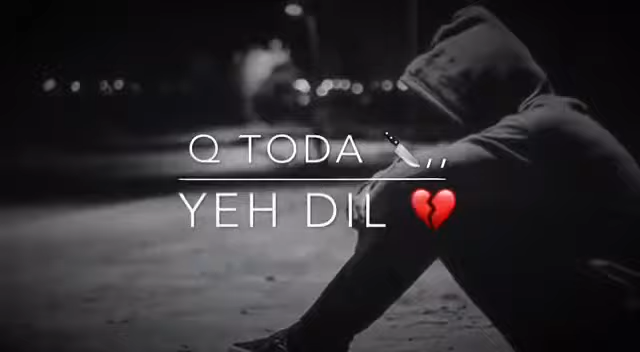 Q TODA 🔪,,
YEH DIL 💔